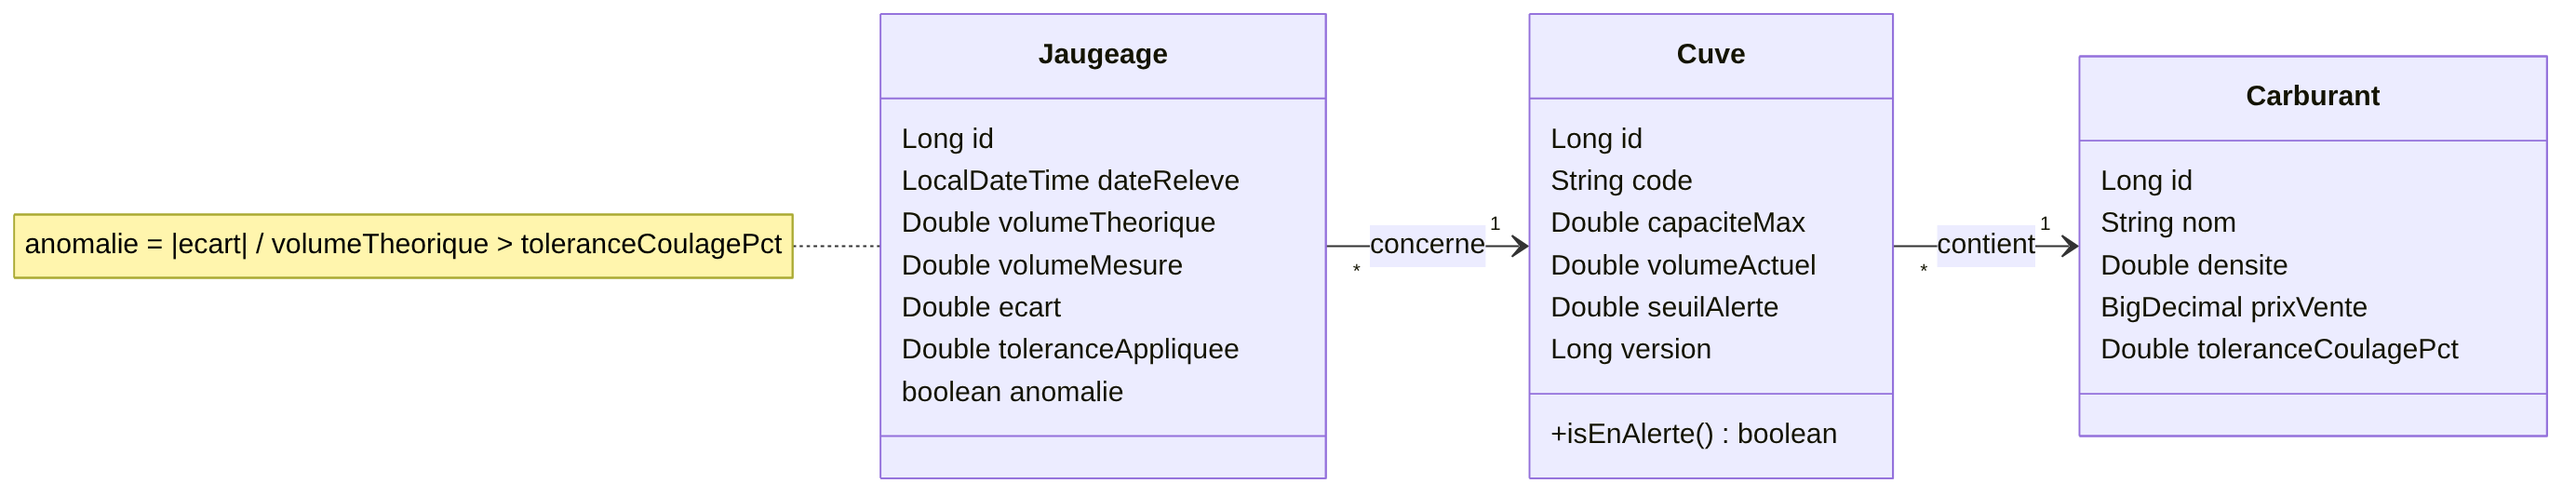 anomalie = |ecart| / volumeTheorique > toleranceCoulagePct
Jaugeage
Long id
LocalDateTime dateReleve
Double volumeTheorique
Double volumeMesure
Double ecart
Double toleranceAppliquee
boolean anomalie
*
concerne
1
Cuve
Long id
String code
Double capaciteMax
Double volumeActuel
Double seuilAlerte
Long version
+isEnAlerte() : boolean
*
contient
1
Carburant
Long id
String nom
Double densite
BigDecimal prixVente
Double toleranceCoulagePct